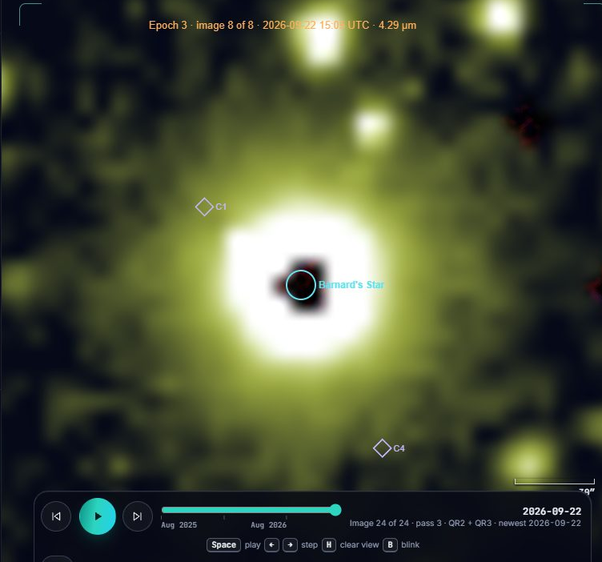 Epoch 3 · image 8 of 8 · 2026-09-22 15:05 UTC · 4.29 µm
C1
Barnard's Star
C4
2026-09-22
Image 24 of 24 · pass 3 · QR2 + QR3 · newest 2026-09-22
Aug 2025 Aug 2026
Space play ← → step H clear view B blink